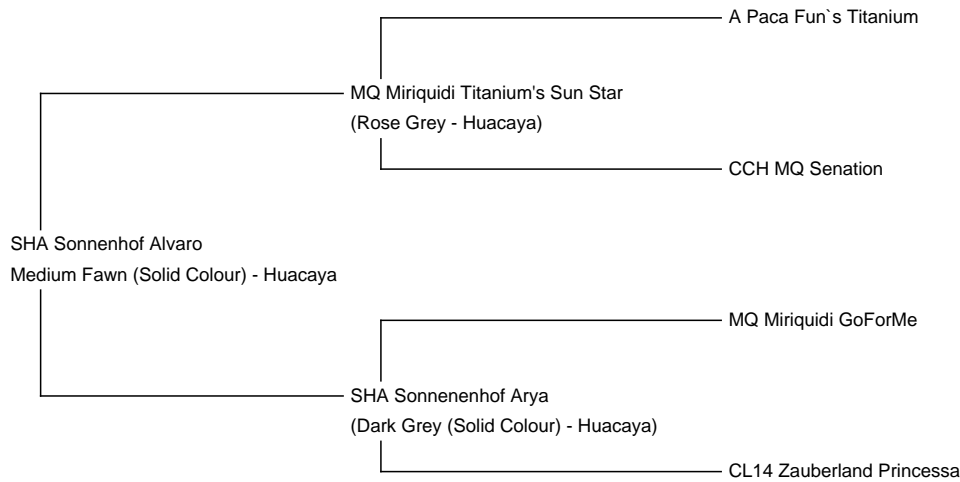 A Paca Fun`s Titanium
MQ Miriquidi Titanium's Sun Star
(Rose Grey - Huacaya)
CCH MQ Senation
SHA Sonnenhof Alvaro
Medium Fawn (Solid Colour) - Huacaya
MQ Miriquidi GoForMe
SHA Sonnenenhof Arya
(Dark Grey (Solid Colour) - Huacaya)
CL14 Zauberland Princessa